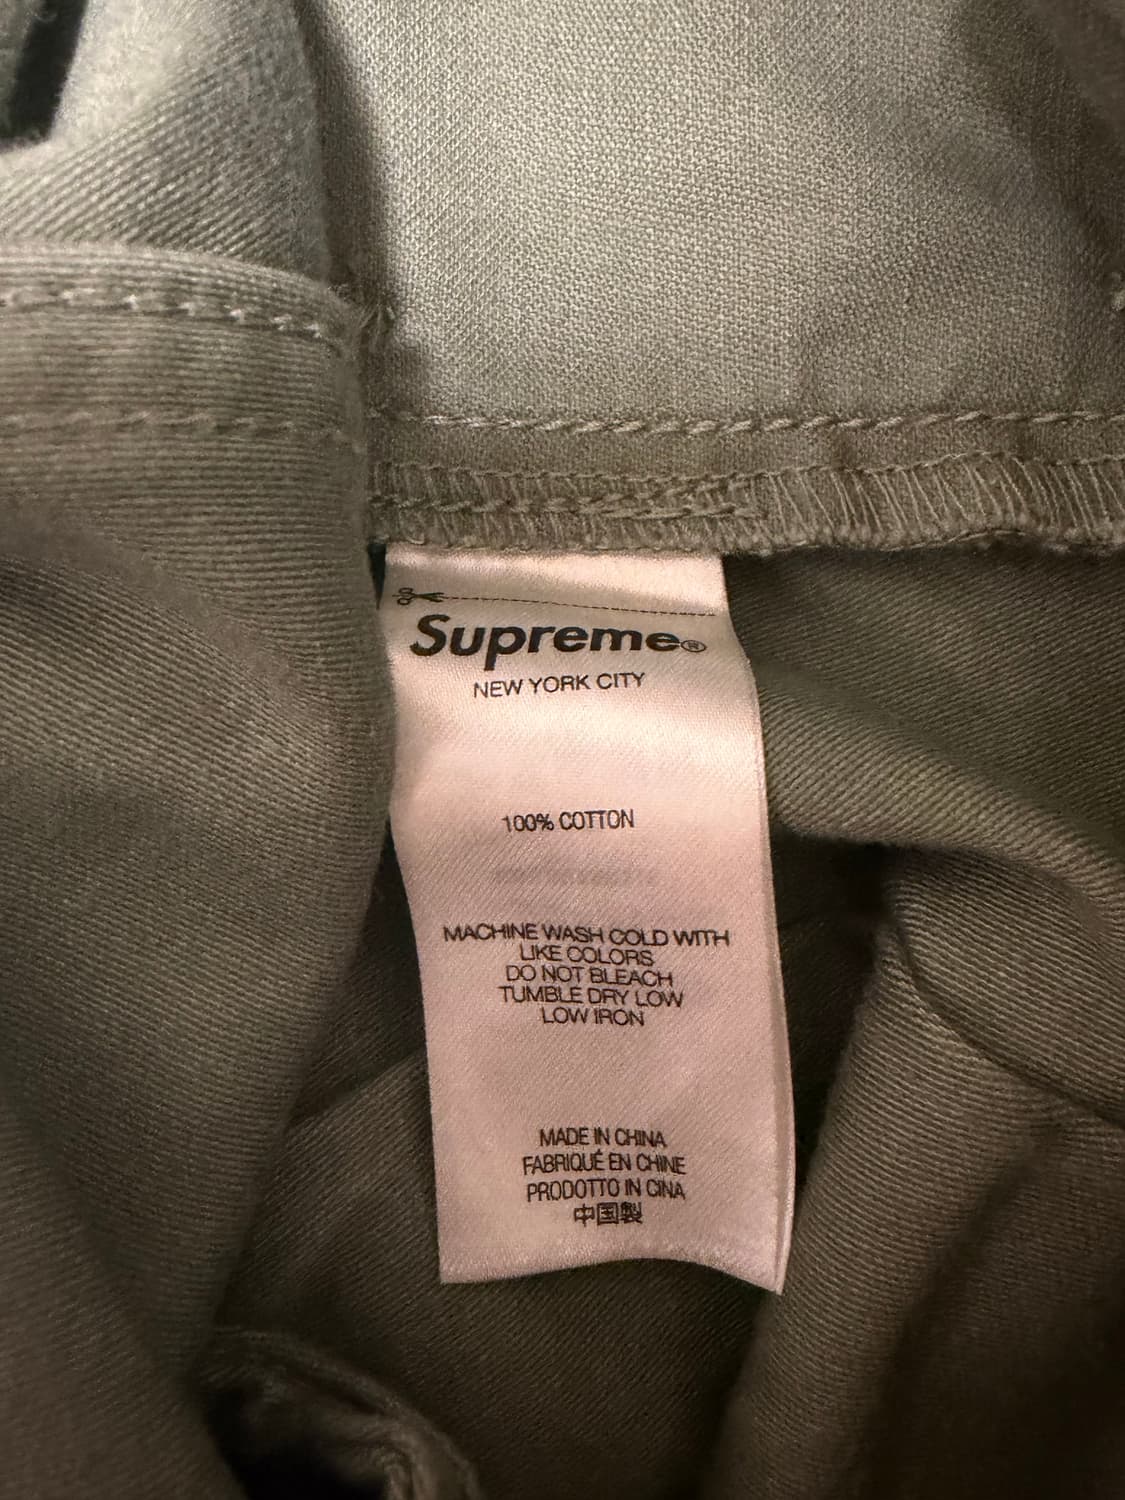 Supreme®
NEW YORK CITY
100% COTTON
MACHINE WASH COLD WITH
LIKE COLORS
DO NOT BLEACH
TUMBLE DRY LOW
LOW IRON
MADE IN CHINA
FABRIQUÉ EN CHINE
PRODOTTO IN CINA
中国製